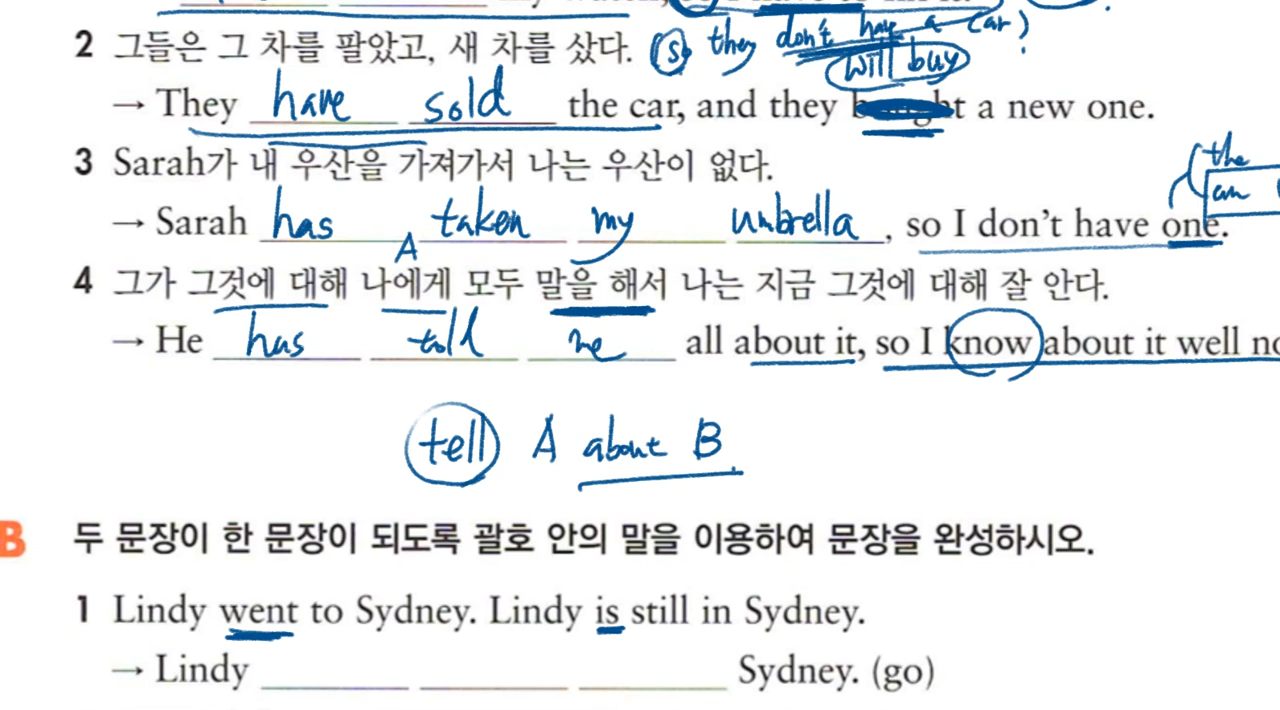 my watch, so I have
(S) they don't have a car?
2 그들은 그 차를 팔았고, 새 차를 샀다.
will buy
→ They have sold the car, and they bought a new one.
3 Sarah가 내 우산을 가져가서 나는 우산이 없다.
the
an
→ Sarah has taken my umbrella, so I don't have one.
A
4 그가 그것에 대해 나에게 모두 말을 해서 나는 지금 그것에 대해 잘 안다.
→ He has told me all about it, so I know about it well no
tell A about B
B 두 문장이 한 문장이 되도록 괄호 안의 말을 이용하여 문장을 완성하시오.
1 Lindy went to Sydney. Lindy is still in Sydney.
→ Lindy Sydney. (go)